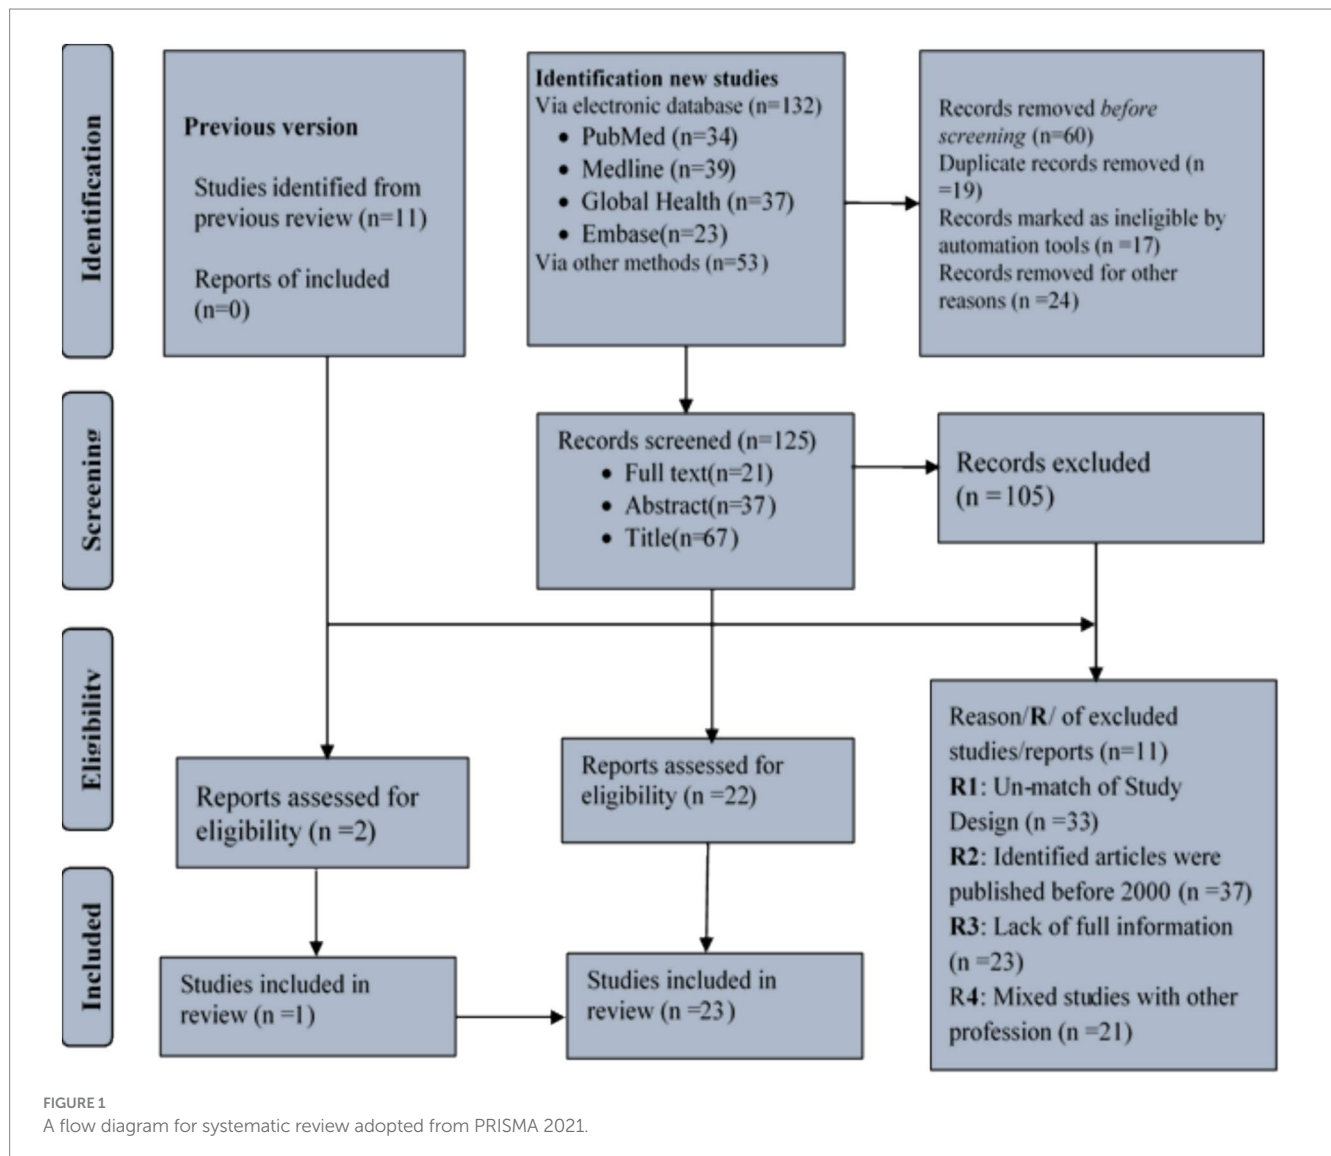 Identification
Previous version
Studies identified from
previous review (n=11)
Reports of included
(n=0)
Identification new studies
Via electronic database (n=132)
• PubMed (n=34)
• Medline (n=39)
• Global Health (n=37)
• Embase(n=23)
Via other methods (n=53)
Records removed before
screening (n=60)
Duplicate records removed (n
=19)
Records marked as ineligible by
automation tools (n =17)
Records removed for other
reasons (n =24)
Screening
Records screened (n=125)
• Full text(n=21)
• Abstract(n=37)
• Title(n=67)
Records excluded
(n = 105)
Eligibility
Reports assessed for
eligibility (n =2)
Reports assessed for
eligibility (n =22)
Reason/R/ of excluded
studies/reports (n=11)
R1: Un-match of Study
Design (n =33)
R2: Identified articles were
published before 2000 (n =37)
R3: Lack of full information
(n =23)
R4: Mixed studies with other
profession (n =21)
Included
Studies included in
review (n =1)
Studies included in
review (n =23)
FIGURE 1
A flow diagram for systematic review adopted from PRISMA 2021.